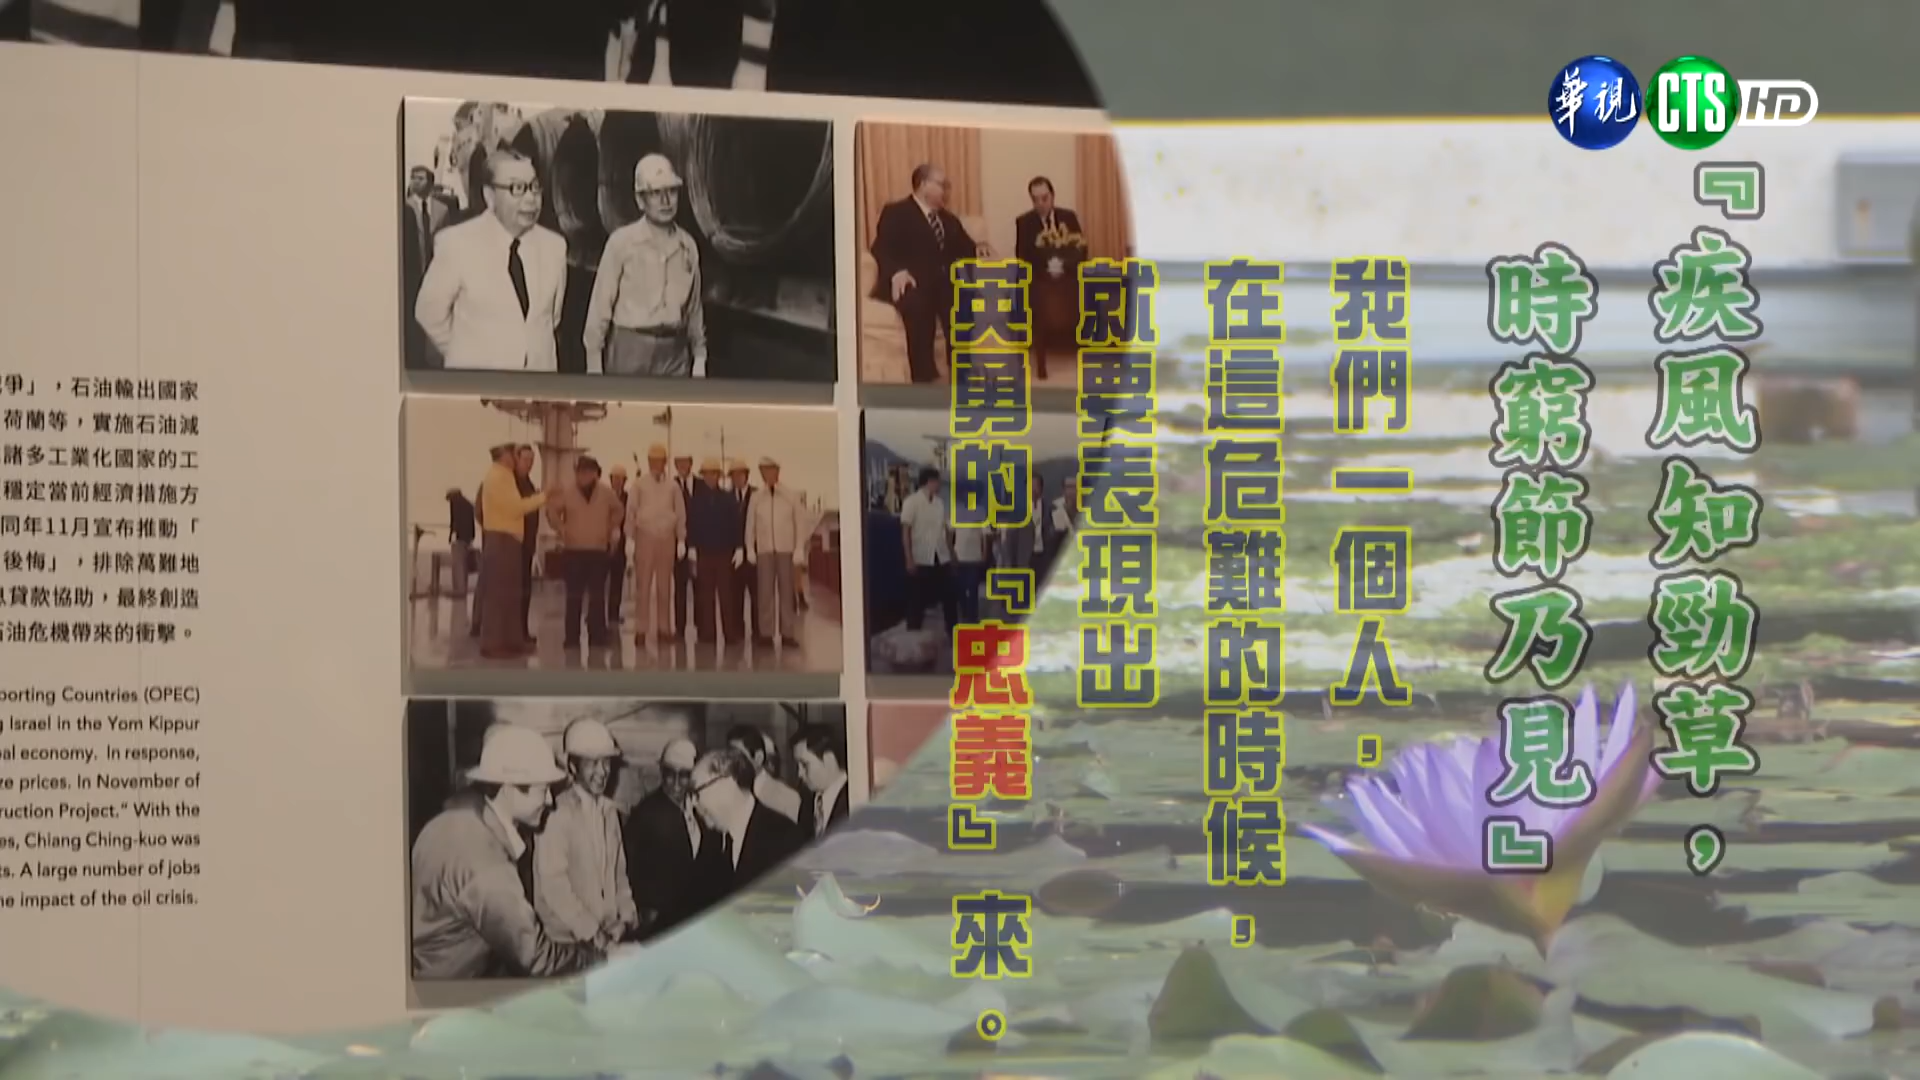 華視 CTS HD
『疾風知勁草，
時窮節乃見』
我們一個人，
在這危難的時候，
就要表現出
英勇的『忠義』來。
爭」，石油輸出國家
荷蘭等，實施石油減
諸多工業化國家的工
穩定當前經濟措施方
同年11月宣布推動「
後悔」，排除萬難地
貸款協助，最終創造
石油危機帶來的衝擊。
porting Countries (OPEC)
g Israel in the Yom Kippur
bal economy. In response,
ze prices. In November of
ruction Project." With the
es, Chiang Ching-kuo was
ts. A large number of jobs
he impact of the oil crisis.